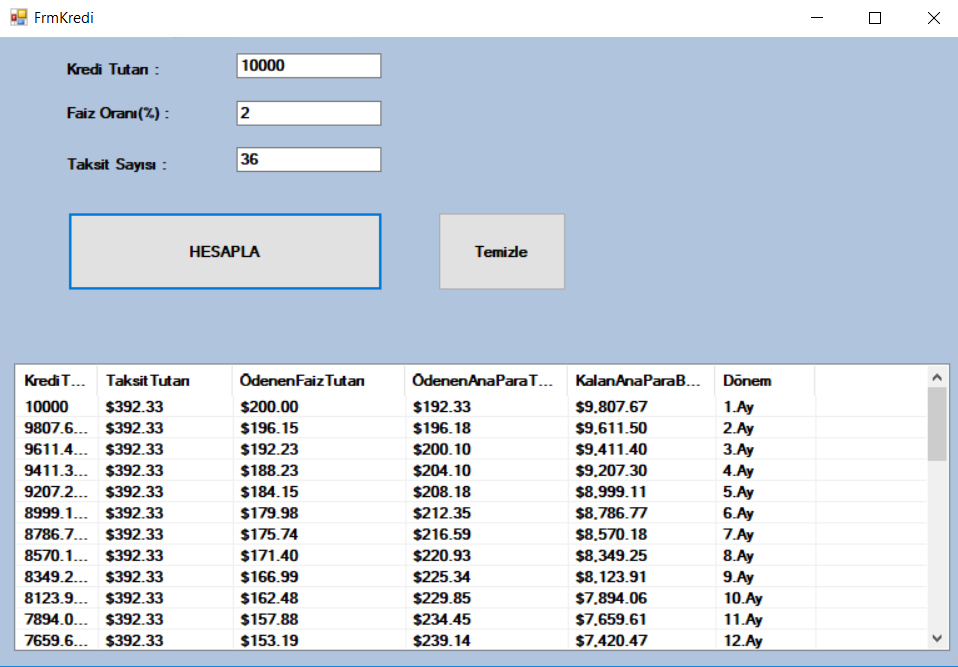 FrmKredi
Kredi Tutarı : 10000
Faiz Oranı(%) : 2
Taksit Sayısı : 36
HESAPLA Temizle
KrediT... TaksitTutarı ÖdenenFaizTutarı ÖdenenAnaParaT... KalanAnaParaB... Dönem
10000 $392.33 $200.00 $192.33 $9,807.67 1.Ay
9807.6... $392.33 $196.15 $196.18 $9,611.50 2.Ay
9611.4... $392.33 $192.23 $200.10 $9,411.40 3.Ay
9411.3... $392.33 $188.23 $204.10 $9,207.30 4.Ay
9207.2... $392.33 $184.15 $208.18 $8,999.11 5.Ay
8999.1... $392.33 $179.98 $212.35 $8,786.77 6.Ay
8786.7... $392.33 $175.74 $216.59 $8,570.18 7.Ay
8570.1... $392.33 $171.40 $220.93 $8,349.25 8.Ay
8349.2... $392.33 $166.99 $225.34 $8,123.91 9.Ay
8123.9... $392.33 $162.48 $229.85 $7,894.06 10.Ay
7894.0... $392.33 $157.88 $234.45 $7,659.61 11.Ay
7659.6... $392.33 $153.19 $239.14 $7,420.47 12.Ay